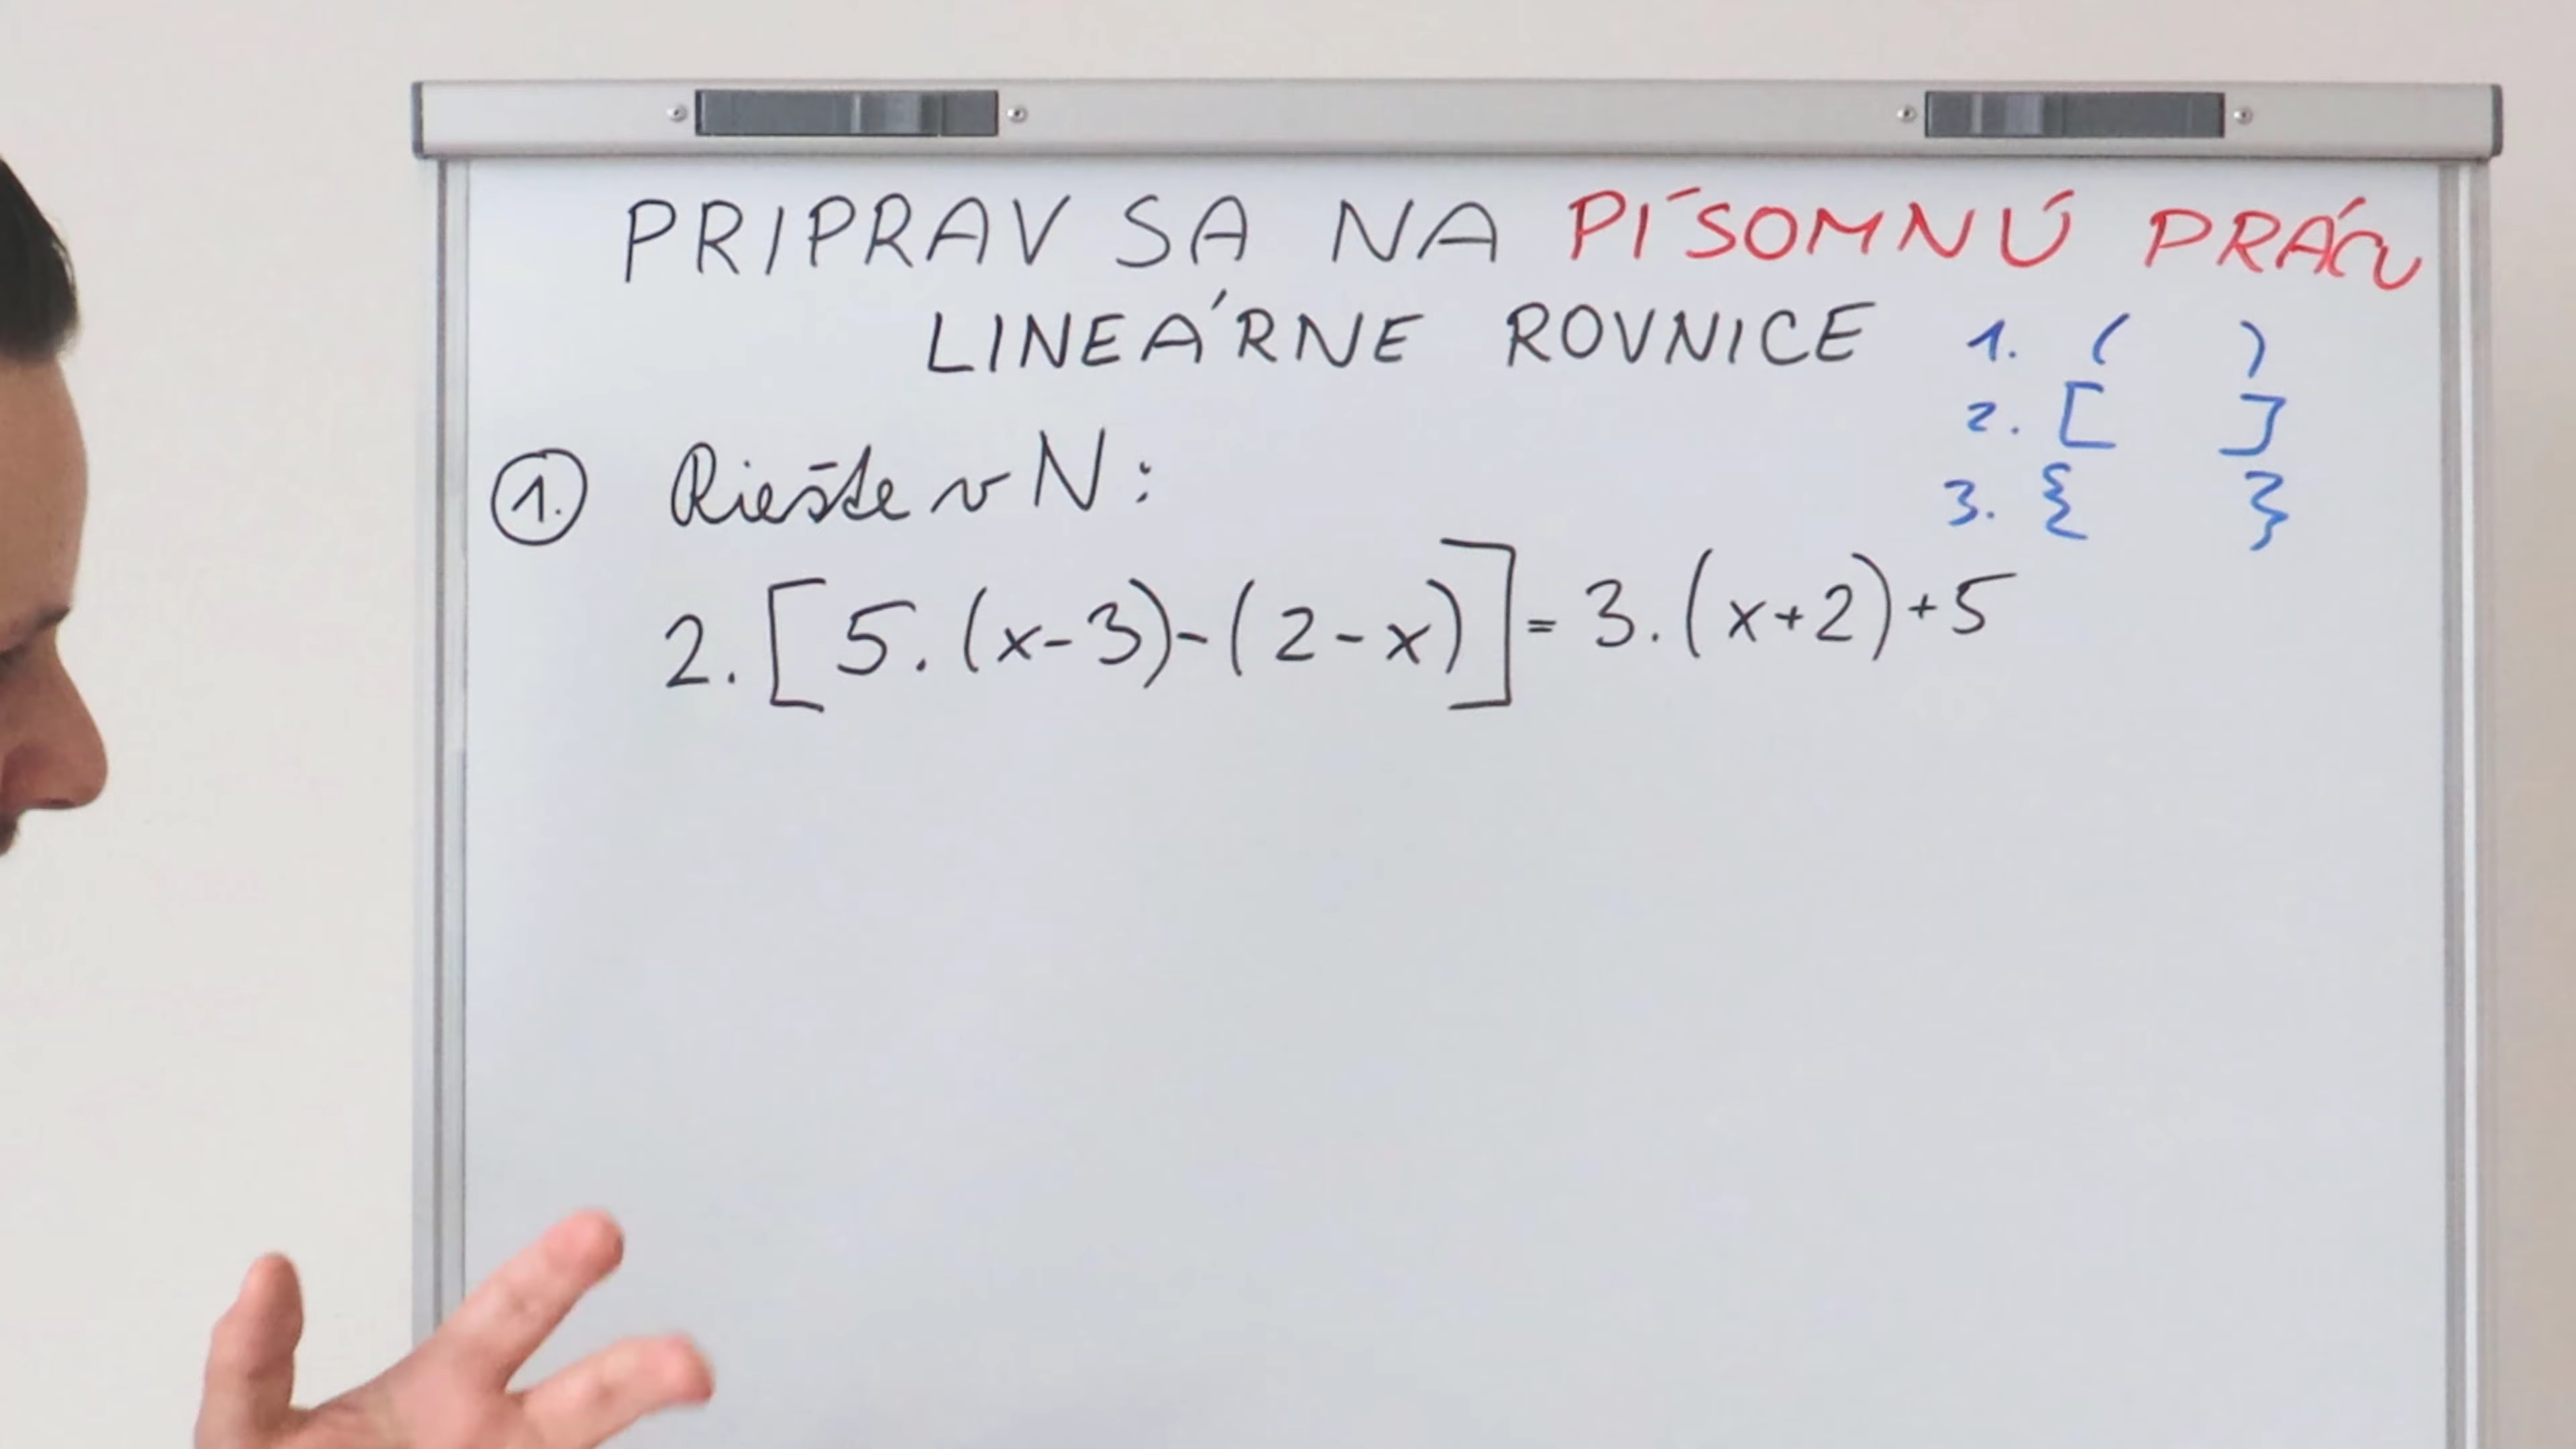 PRIPRAV SA NA PÍSOMNÚ PRÁCU
LINEÁRNE ROVNICE
1. ( )
2. [ ]
3. { }
1. Riešte v N:
2.[5.(x-3)-(2-x)]=3.(x+2)+5